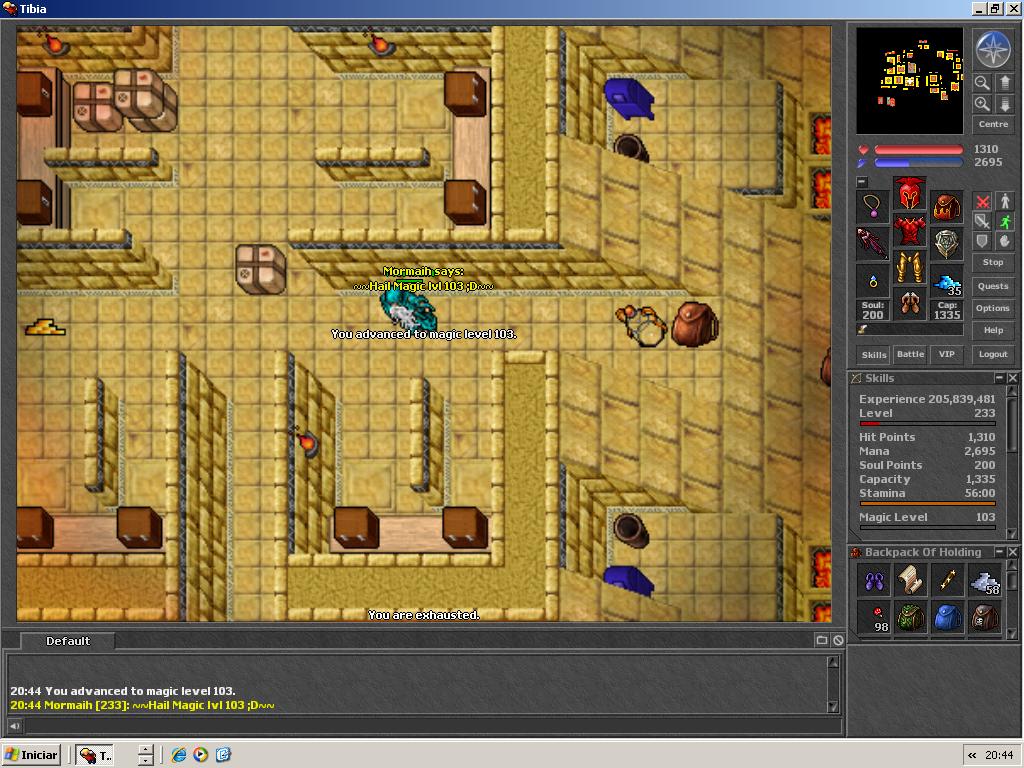 Tibia
Mormaih says:
~~Hail Magic lvl 103 ;D~~
You advanced to magic level 103.
You are exhausted.
Centre
1310
2695
Soul:
200
35
Cap:
1335
Stop
Quests
Options
Help
Skills
Battle
VIP
Logout
Skills
Experience 205,839,481
Level 233
Hit Points 1,310
Mana 2,695
Soul Points 200
Capacity 1,335
Stamina 56:00
Magic Level 103
Backpack Of Holding
58
98
Default
20:44 You advanced to magic level 103.
20:44 Mormaih [233]: ~~Hail Magic lvl 103 ;D~~
Iniciar
T..
20:44